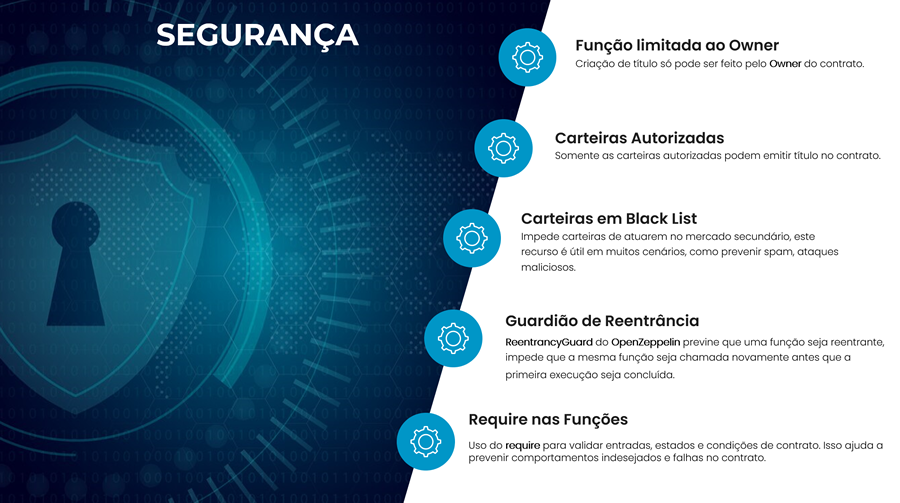 SEGURANÇA
Função limitada ao Owner
Criação de título só pode ser feito pelo Owner do contrato.
Carteiras Autorizadas
Somente as carteiras autorizadas podem emitir título no contrato.
Carteiras em Black List
Impede carteiras de atuarem no mercado secundário, este
recurso é útil em muitos cenários, como prevenir spam, ataques
maliciosos.
Guardião de Reentrância
ReentrancyGuard do OpenZeppelin previne que uma função seja reentrante,
impede que a mesma função seja chamada novamente antes que a
primeira execução seja concluída.
Require nas Funções
Uso do require para validar entradas, estados e condições de contrato. Isso ajuda a
prevenir comportamentos indesejados e falhas no contrato.